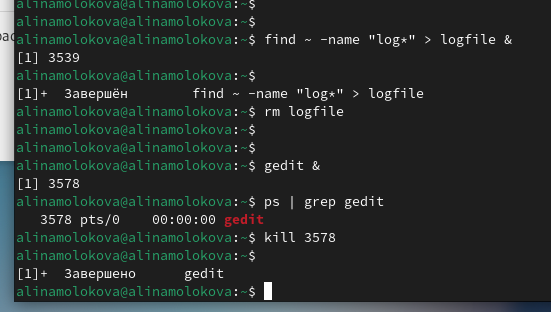 alinamolokova@alinamolokova:~$
alinamolokova@alinamolokova:~$
alinamolokova@alinamolokova:~$ find ~ -name "log*" > logfile &
[1] 3539
alinamolokova@alinamolokova:~$
[1]+  Завершён        find ~ -name "log*" > logfile
alinamolokova@alinamolokova:~$ rm logfile
alinamolokova@alinamolokova:~$
alinamolokova@alinamolokova:~$
alinamolokova@alinamolokova:~$ gedit &
[1] 3578
alinamolokova@alinamolokova:~$ ps | grep gedit
   3578 pts/0    00:00:00 gedit
alinamolokova@alinamolokova:~$ kill 3578
alinamolokova@alinamolokova:~$
[1]+  Завершено      gedit
alinamolokova@alinamolokova:~$